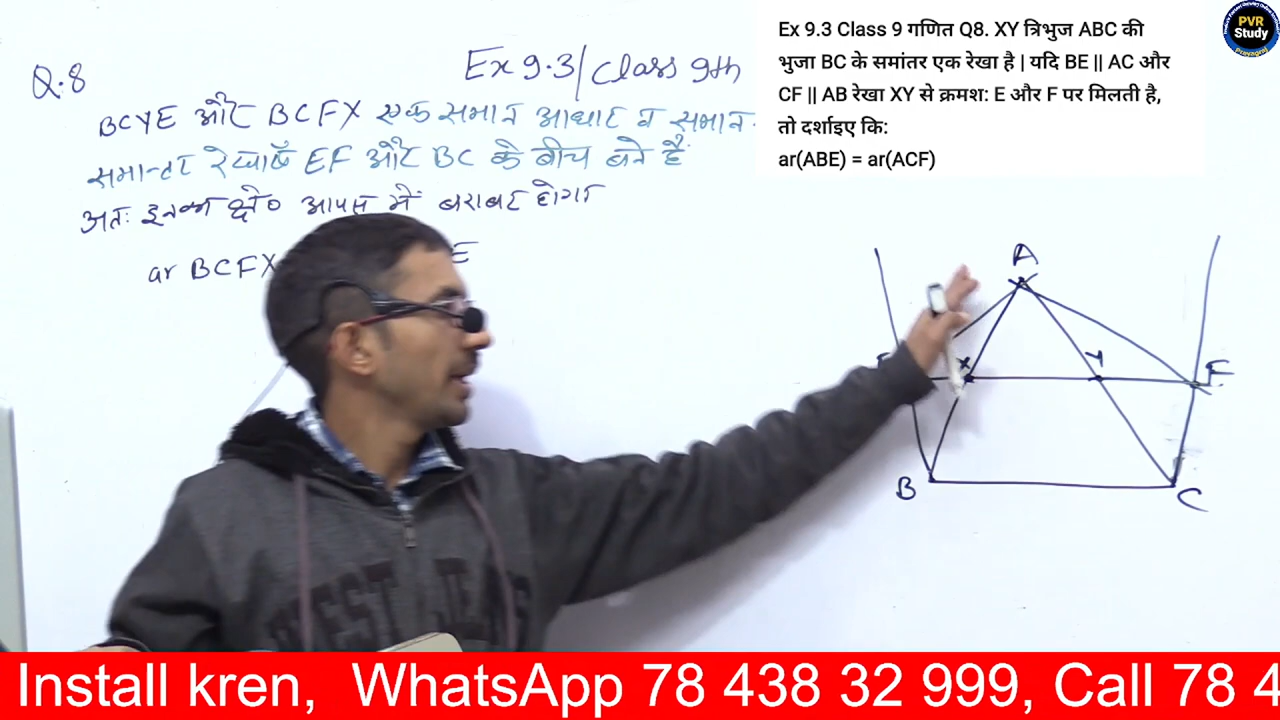 Q.8
Ex 9.3/Class 9th
BCYE और BCFX एक समान आधार व समान
समान्तर रेखाएँ EF और BC के बीच बने हैं
अतः इनका क्षे० आपस में बराबर होगा
ar BCFX E
Ex 9.3 Class 9 गणित Q8. XY त्रिभुज ABC की
भुजा BC के समांतर एक रेखा है | यदि BE || AC और
CF || AB रेखा XY से क्रमश: E और F पर मिलती है,
तो दर्शाइए कि:
ar(ABE) = ar(ACF)
PVR
Study
A
X
Y
F
B
C
Install kren, WhatsApp 78 438 32 999, Call 78 4